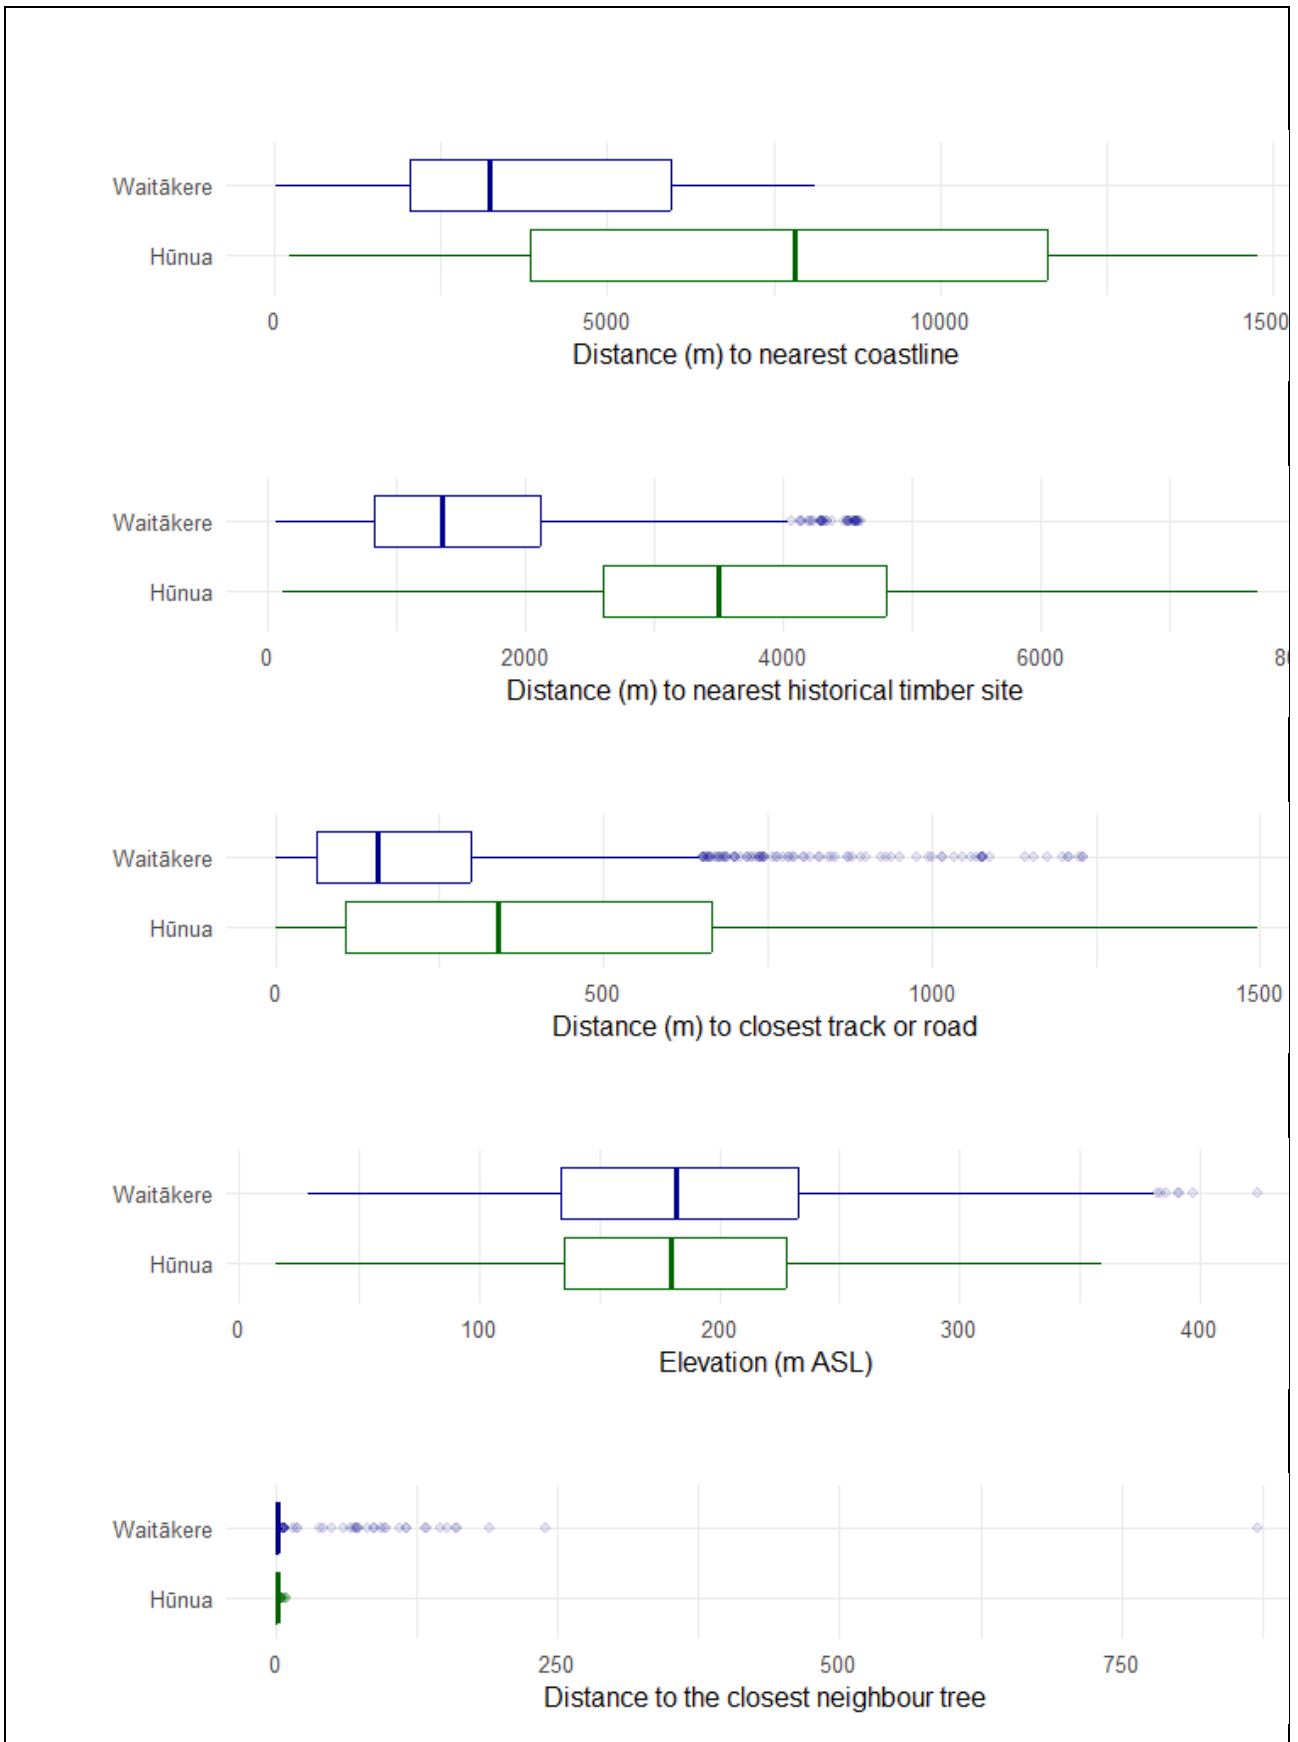 Waitākere
Hūnua
0 5000 10000 1500
Distance (m) to nearest coastline
Waitākere
Hūnua
0 2000 4000 6000 80
Distance (m) to nearest historical timber site
Waitākere
Hūnua
0 500 1000 1500
Distance (m) to closest track or road
Waitākere
Hūnua
0 100 200 300 400
Elevation (m ASL)
Waitākere
Hūnua
0 250 500 750
Distance to the closest neighbour tree